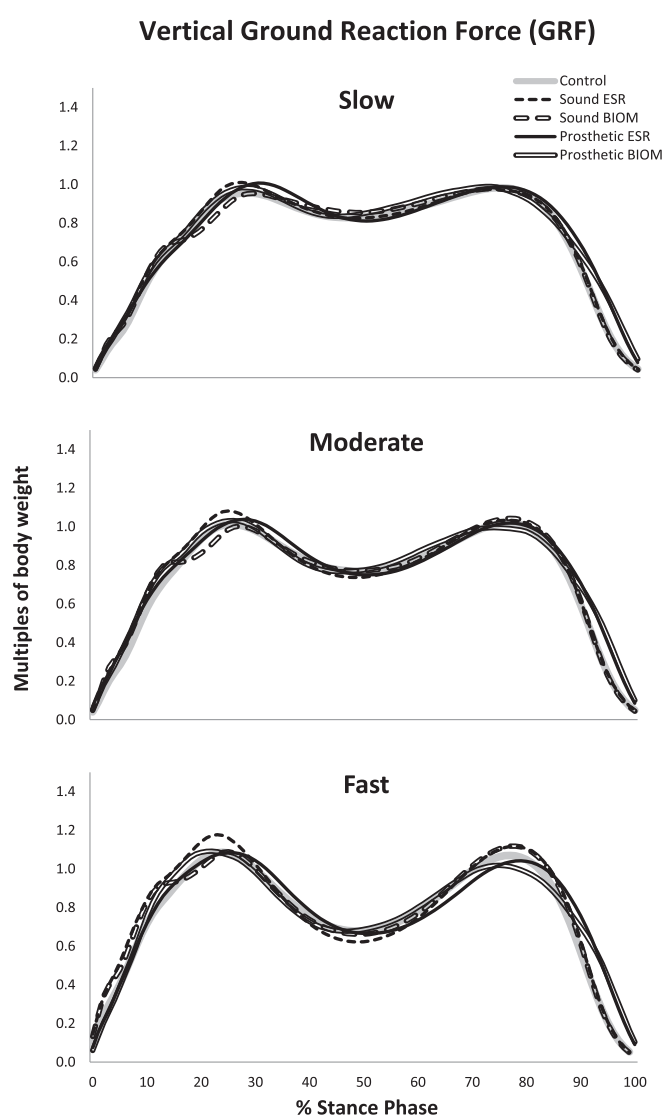 Vertical Ground Reaction Force (GRF)
Slow
Control
Sound ESR
Sound BIOM
Prosthetic ESR
Prosthetic BIOM
1.4
1.2
1.0
0.8
0.6
0.4
0.2
0.0
Moderate
1.4
1.2
1.0
0.8
0.6
0.4
0.2
0.0
Multiples of body weight
Fast
1.4
1.2
1.0
0.8
0.6
0.4
0.2
0.0
0 10 20 30 40 50 60 70 80 90 100
% Stance Phase